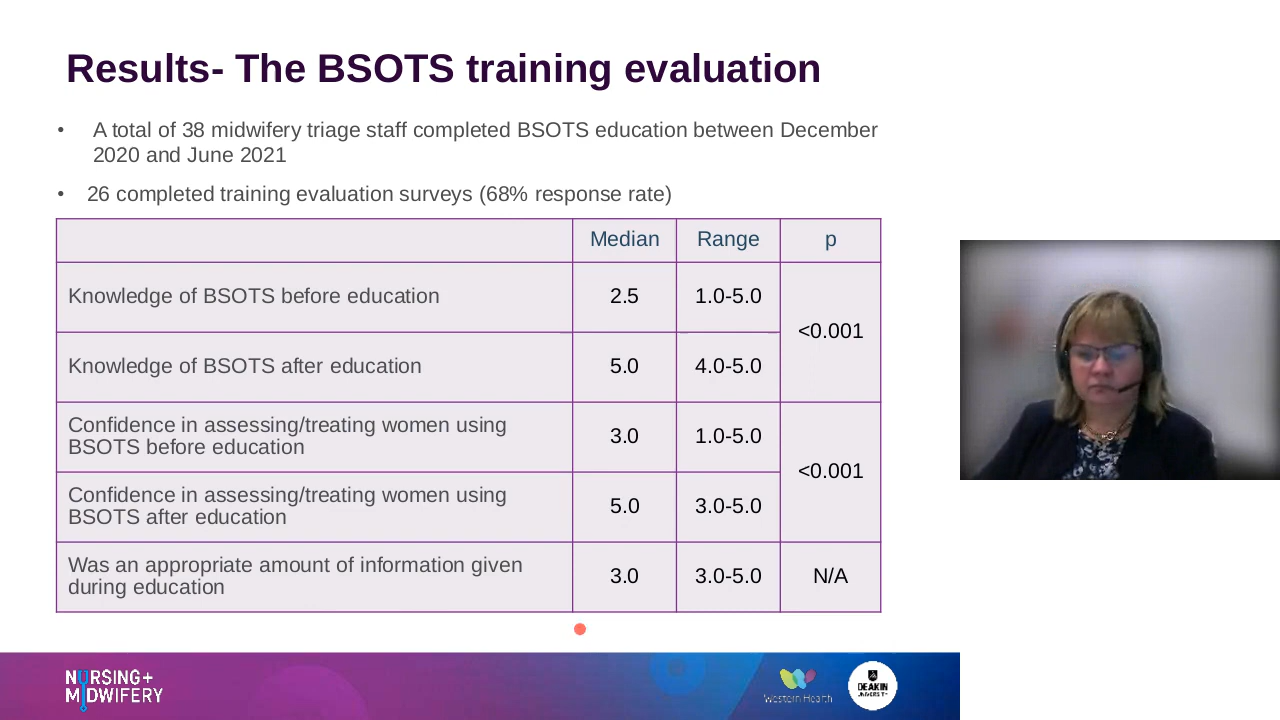 Results- The BSOTS training evaluation
• A total of 38 midwifery triage staff completed BSOTS education between December
2020 and June 2021
• 26 completed training evaluation surveys (68% response rate)
Median Range p
Knowledge of BSOTS before education 2.5 1.0-5.0
<0.001
Knowledge of BSOTS after education 5.0 4.0-5.0
Confidence in assessing/treating women using
BSOTS before education 3.0 1.0-5.0
<0.001
Confidence in assessing/treating women using
BSOTS after education 5.0 3.0-5.0
Was an appropriate amount of information given
during education 3.0 3.0-5.0 N/A
NURSING+
MIDWIFERY
Western Health
DEAKIN
UNIVERSITY